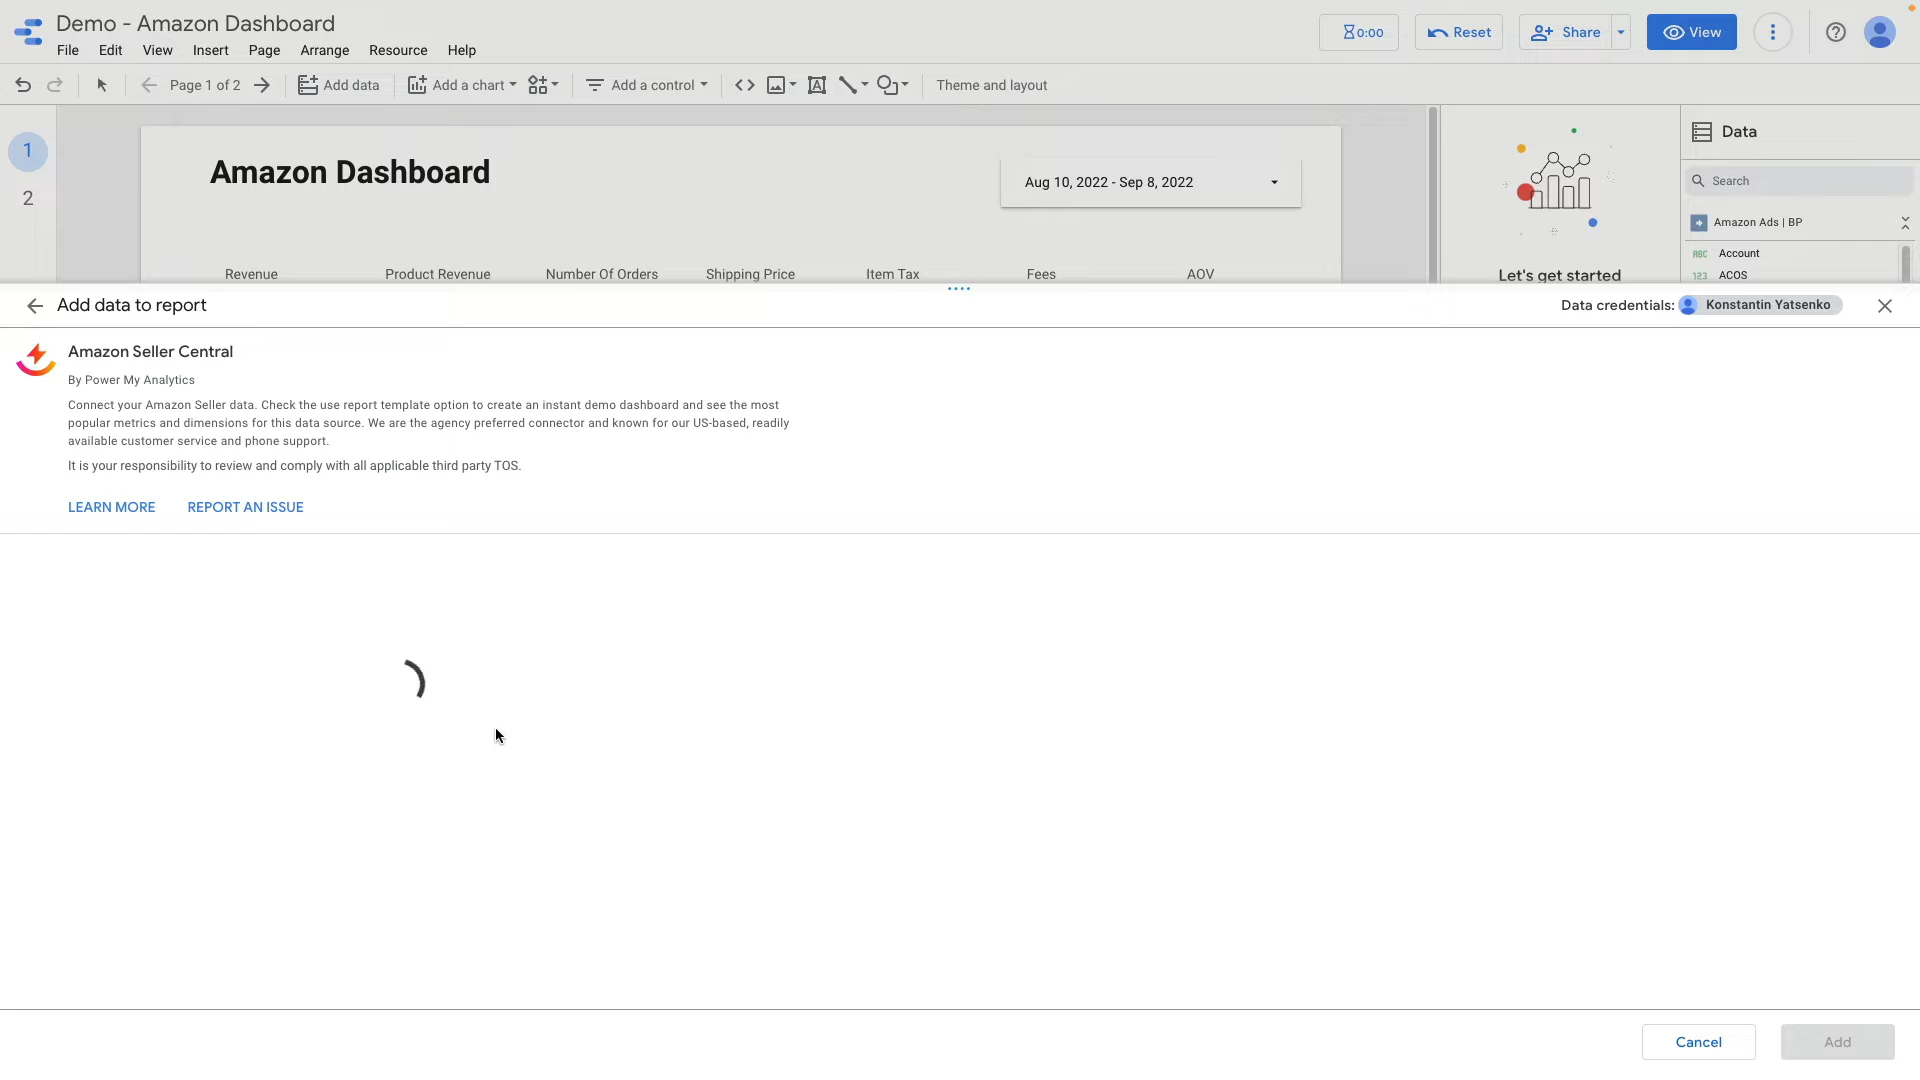 Demo - Amazon Dashboard
File Edit View Insert Page Arrange Resource Help
0:00 Reset Share View
Page 1 of 2 Add data Add a chart Add a control Theme and layout
1
2
Amazon Dashboard
Aug 10, 2022 - Sep 8, 2022
Revenue Product Revenue Number Of Orders Shipping Price Item Tax Fees AOV
Let's get started
Data
Search
Amazon Ads | BP
ABC Account
123 ACOS
Add data to report
Data credentials: Konstantin Yatsenko
Amazon Seller Central
By Power My Analytics
Connect your Amazon Seller data. Check the use report template option to create an instant demo dashboard and see the most
popular metrics and dimensions for this data source. We are the agency preferred connector and known for our US-based, readily
available customer service and phone support.
It is your responsibility to review and comply with all applicable third party TOS.
LEARN MORE REPORT AN ISSUE
Cancel Add